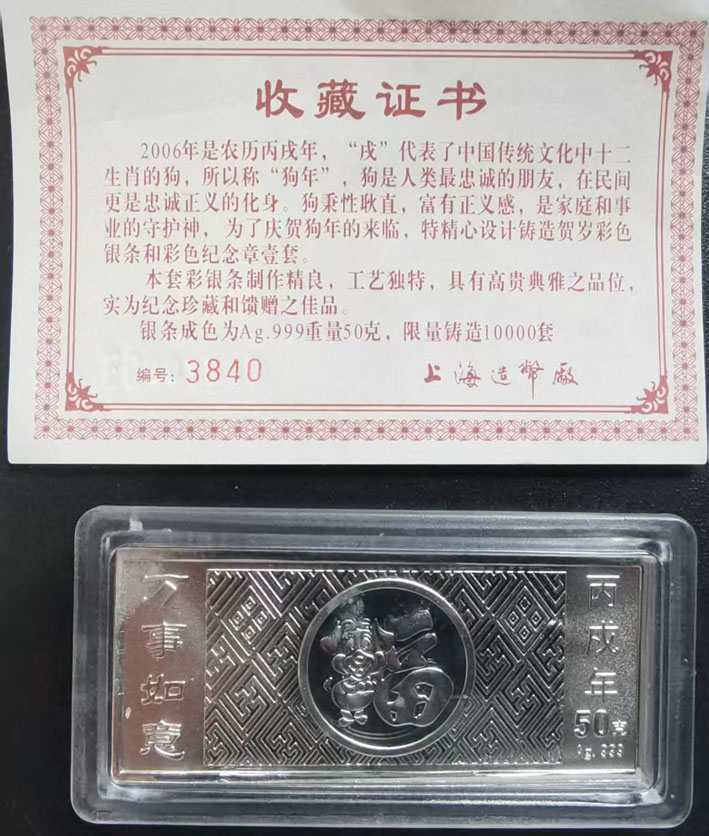 收藏证书
2006年是农历丙戌年，“戌”代表了中国传统文化中十二
生肖的狗，所以称“狗年”，狗是人类最忠诚的朋友，在民间
更是忠诚正义的化身。狗秉性耿直，富有正义感，是家庭和事
业的守护神，为了庆贺狗年的来临，特精心设计铸造贺岁彩色
银条和彩色纪念章壹套。
本套彩银条制作精良，工艺独特，具有高贵典雅之品位，
实为纪念珍藏和馈赠之佳品。
银条成色为Ag.999重量50克，限量铸造10000套
编号：3840
上海造幣廠
万事如意
丙戌年
50克
Ag.999